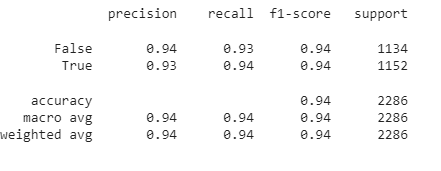 precision recall f1-score support
False 0.94 0.93 0.94 1134
True 0.93 0.94 0.94 1152
accuracy 0.94 2286
macro avg 0.94 0.94 0.94 2286
weighted avg 0.94 0.94 0.94 2286